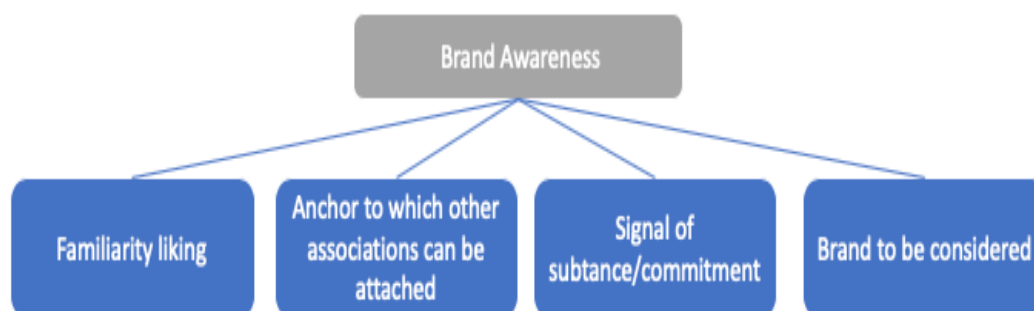 Brand Awareness
Familiarity liking
Anchor to which other
associations can be
attached
Signal of
subtance/commitment
Brand to be considered